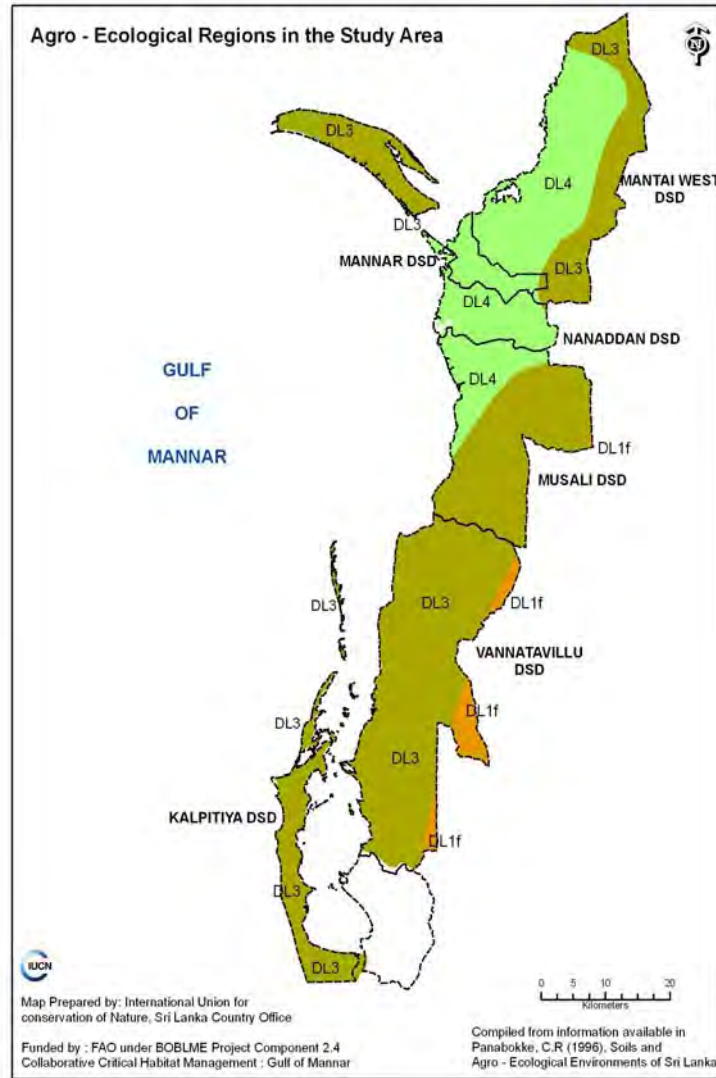 Agro - Ecological Regions in the Study Area
N
DL3
DL3
DL4
MANTAI WEST
DSD
DL3
MANNAR DSD
DL3
DL4
NANADDAN DSD
GULF
OF
MANNAR
DL4
DL1f
MUSALI DSD
DL3
DL3
DL1f
VANNATAVILLU
DSD
DL3
DL1f
DL3
KALPITIYA DSD
DL1f
DL3
DL3
IUCN
0 5 10 20
Kilometers
Map Prepared by: International Union for
conservation of Nature, Sri Lanka Country Office
Funded by : FAO under BOBLME Project Component 2.4
Collaborative Critical Habitat Management : Gulf of Mannar
Compiled from information available in
Panabokke, C.R (1996), Soils and
Agro - Ecological Environments of Sri Lanka